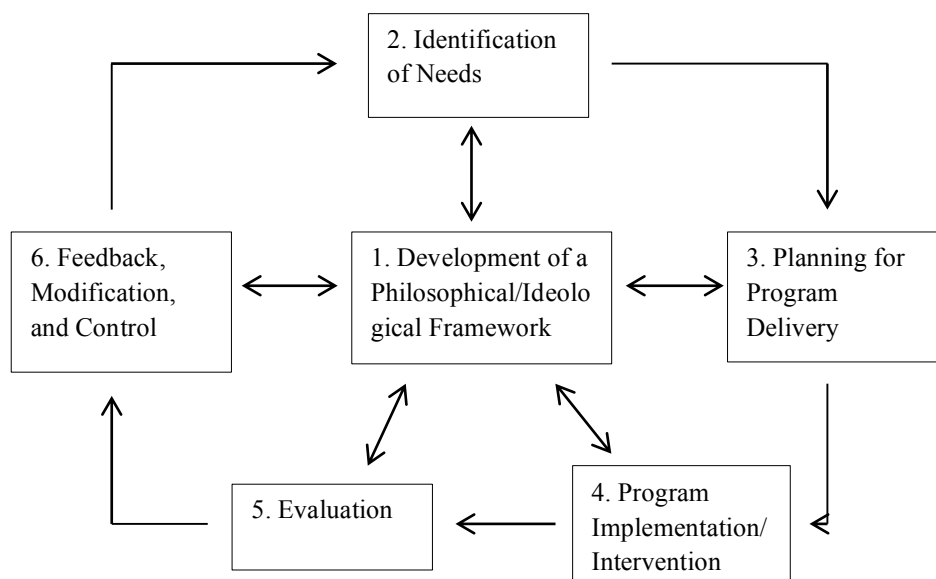 2. Identification
of Needs
6. Feedback,
Modification,
and Control
1. Development of a
Philosophical/Ideolo
gical Framework
3. Planning for
Program
Delivery
5. Evaluation
4. Program
Implementation/
Intervention